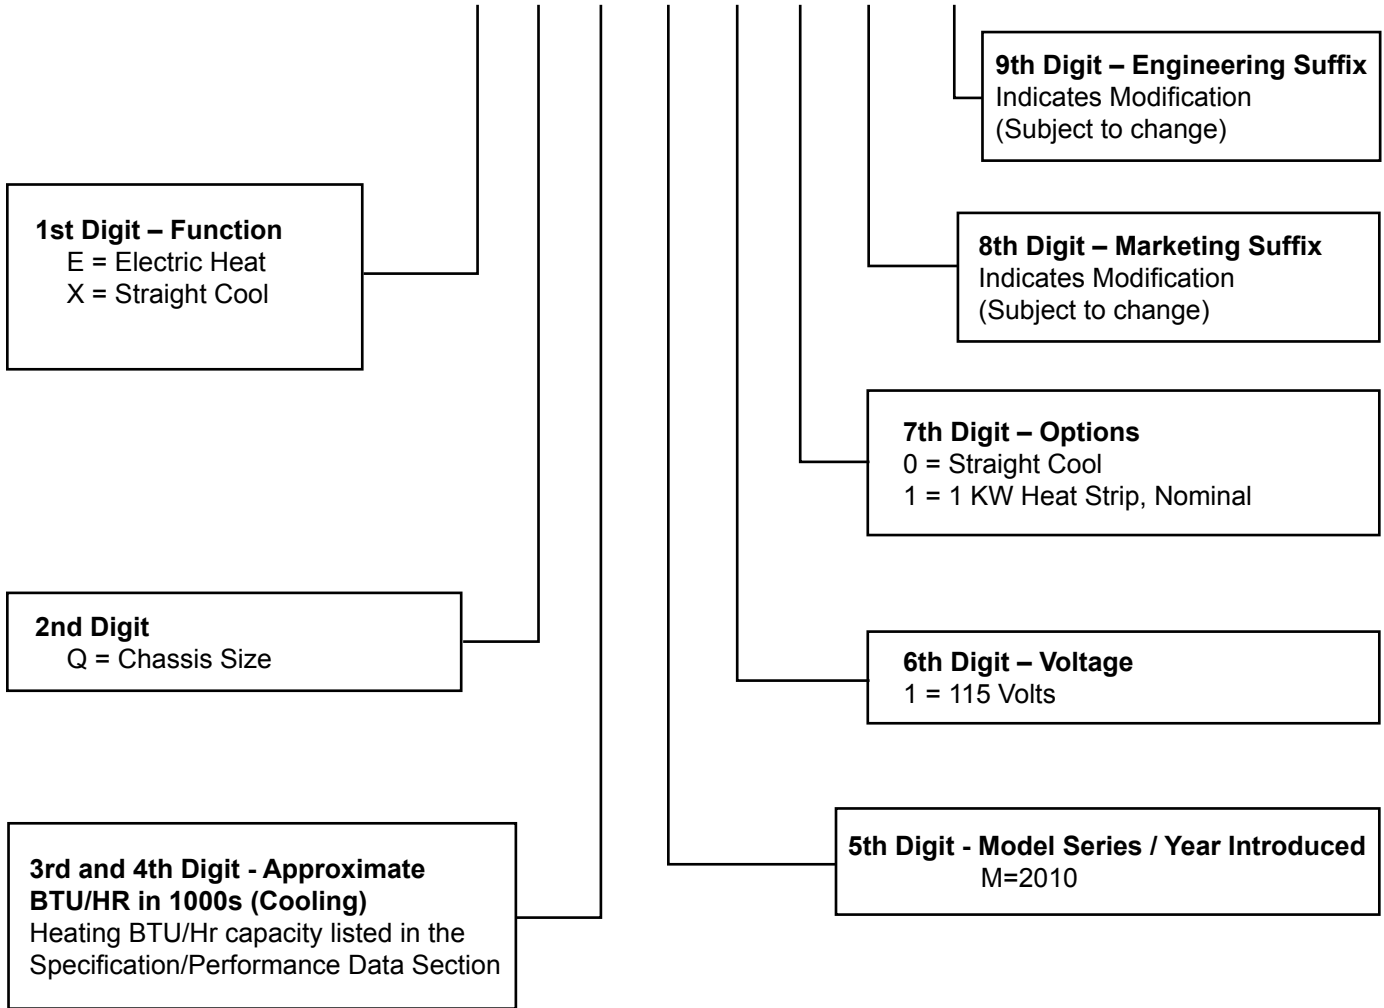 9th Digit – Engineering Suffix
Indicates Modification
(Subject to change)
1st Digit – Function
E = Electric Heat
X = Straight Cool
8th Digit – Marketing Suffix
Indicates Modification
(Subject to change)
7th Digit – Options
0 = Straight Cool
1 = 1 KW Heat Strip, Nominal
2nd Digit
Q = Chassis Size
6th Digit – Voltage
1 = 115 Volts
3rd and 4th Digit - Approximate
BTU/HR in 1000s (Cooling)
Heating BTU/Hr capacity listed in the
Specification/Performance Data Section
5th Digit - Model Series / Year Introduced
M=2010